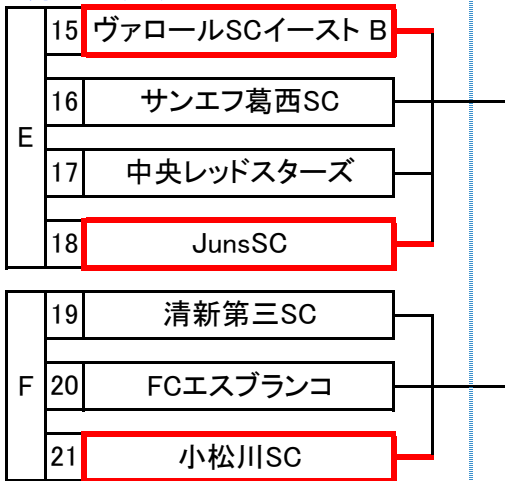 E
15 ヴァロールSCイースト B
16 サンエフ葛西SC
17 中央レッドスターズ
18 JunsSC
F
19 清新第三SC
20 FCエスブランコ
21 小松川SC